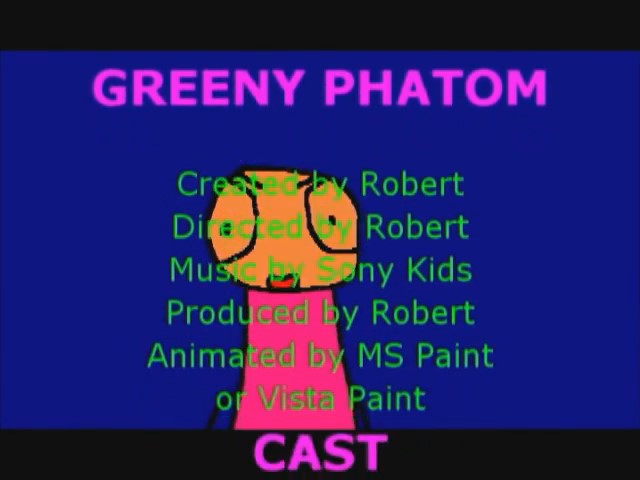 GREENY PHATOM
Created by Robert
Directed by Robert
Music by Sony Kids
Produced by Robert
Animated by MS Paint
or Vista Paint
CAST